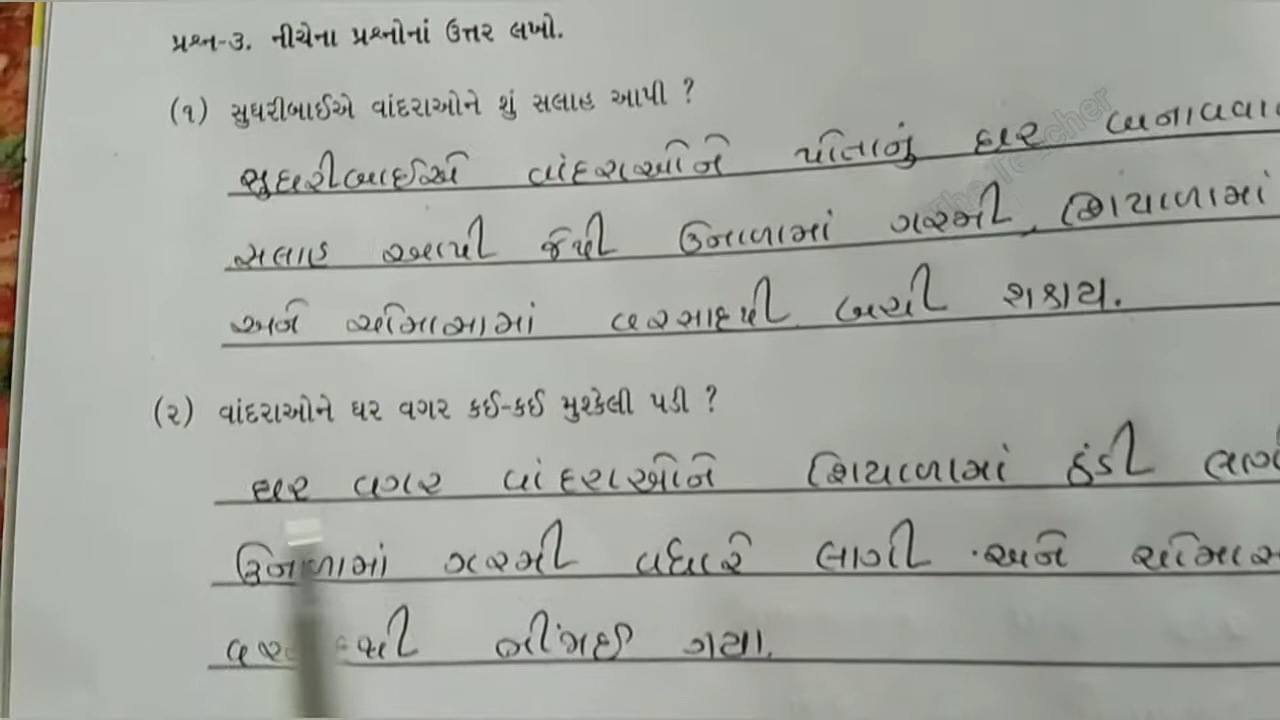 પ્રશ્ન-૩. નીચેના પ્રશ્નોનાં ઉત્તર લખો.
(૧) સુઘરીબાઈએ વાંદરાઓને શું સલાહ આપી ?
સુઘરીબાઈએ વાંદરાઓને પોતાનું ઘર બનાવવા
સલાહ આપી જેથી ઉનાળામાં ગરમી, શિયાળામાં
અને ચોમાસામાં વરસાદથી બચી શકાય.
(૨) વાંદરાઓને ઘર વગર કઈ-કઈ મુશ્કેલી પડી ?
ઘર વગર વાંદરાઓને શિયાળામાં ઠંડી
ઉનાળામાં ગરમી વધારે લાગી અને
ભીંજાઈ ગયા.